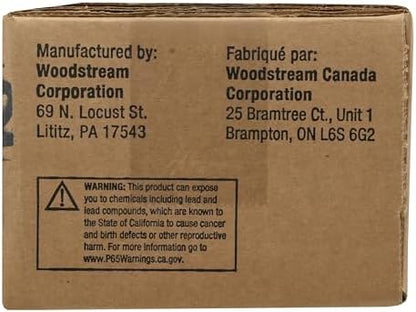 Manufactured by:
Woodstream
Corporation
69 N. Locust St.
Lititz, PA 17543
Fabriqué par:
Woodstream Canada
Corporation
25 Bramtree Ct., Unit 1
Brampton, ON L6S 6G2
WARNING: This product can expose
you to chemicals including lead and
lead compounds, which are known to
the State of California to cause cancer
and birth defects or other reproductive
harm. For more information go to
www.P65Warnings.ca.gov.